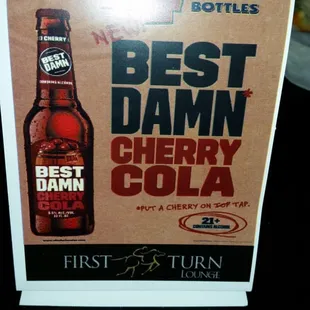 BOTTLES
NEW!
BEST
DAMN*
CHERRY
COLA
*PUT A CHERRY ON TOP TAP.
21+
CHERRY
BEST
DAMN
BEST
DAMN
CHERRY
COLA
FIRST TURN
LOUNGE